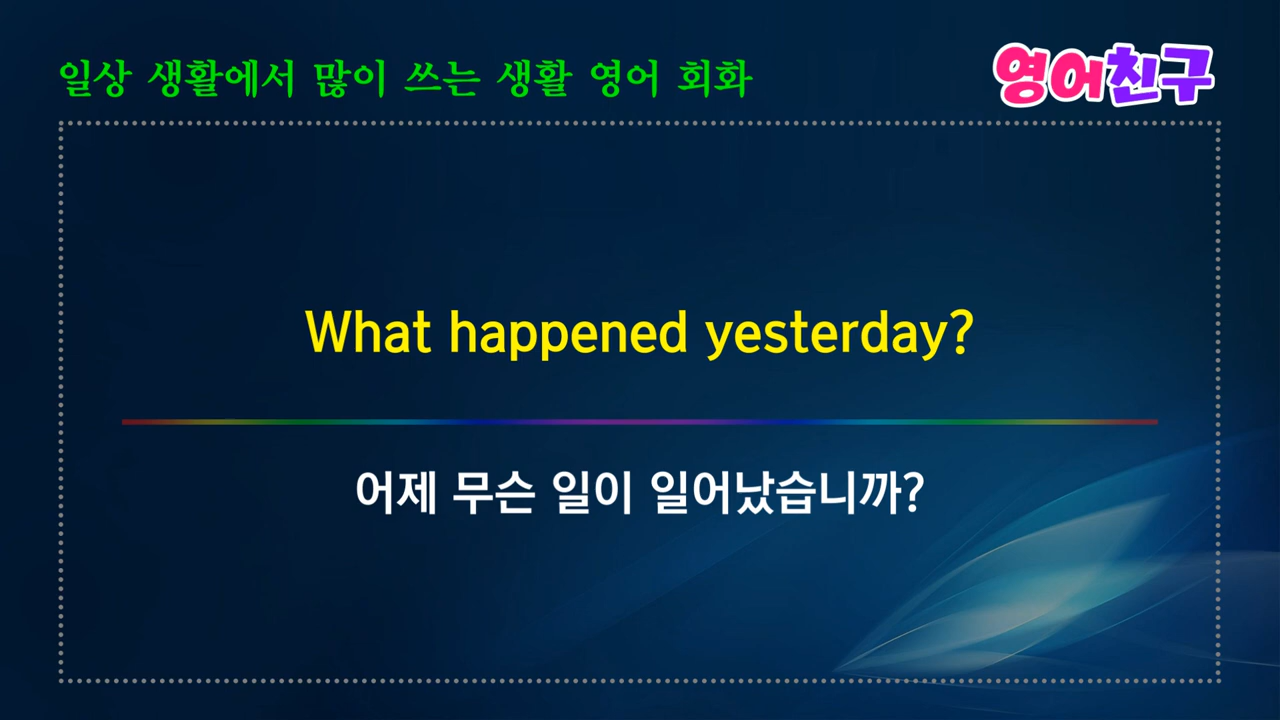 일상 생활에서 많이 쓰는 생활 영어 회화
영어친구
What happened yesterday?
어제 무슨 일이 일어났습니까?